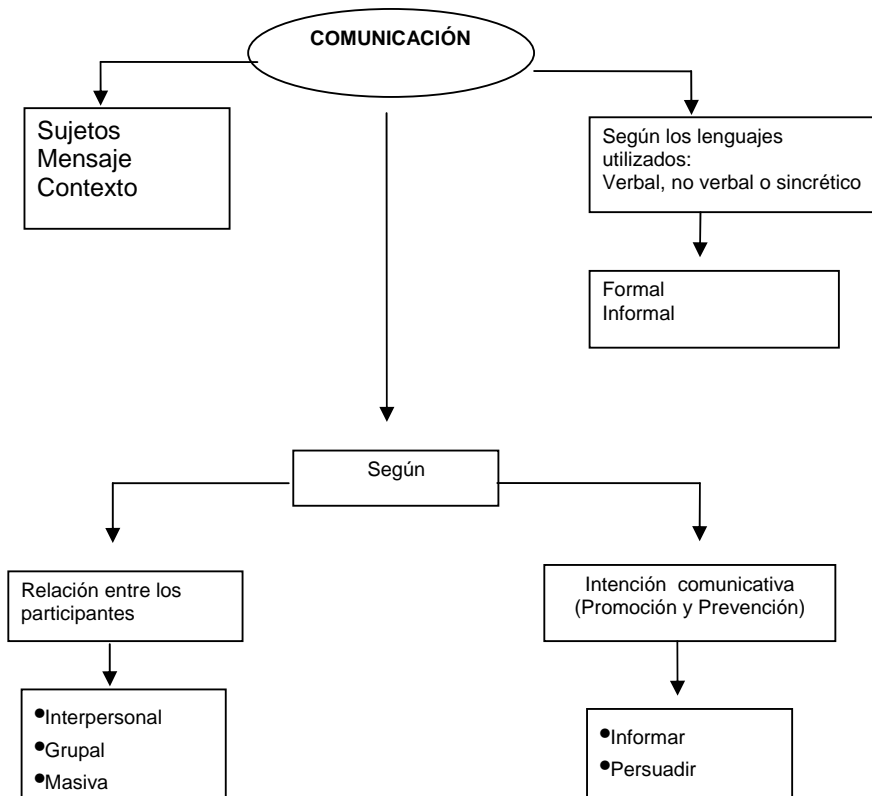 COMUNICACIÓN
Sujetos
Mensaje
Contexto
Según los lenguajes
utilizados:
Verbal, no verbal o sincrético
Formal
Informal
Según
Relación entre los
participantes
•Interpersonal
•Grupal
•Masiva
Intención comunicativa
(Promoción y Prevención)
•Informar
•Persuadir